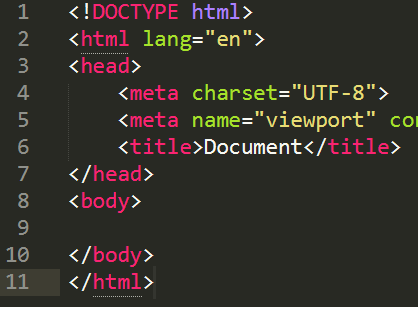 1 <!DOCTYPE html>
2 <html lang="en">
3 <head>
4     <meta charset="UTF-8">
5     <meta name="viewport" con
6     <title>Document</title>
7 </head>
8 <body>
9
10 </body>
11 </html>